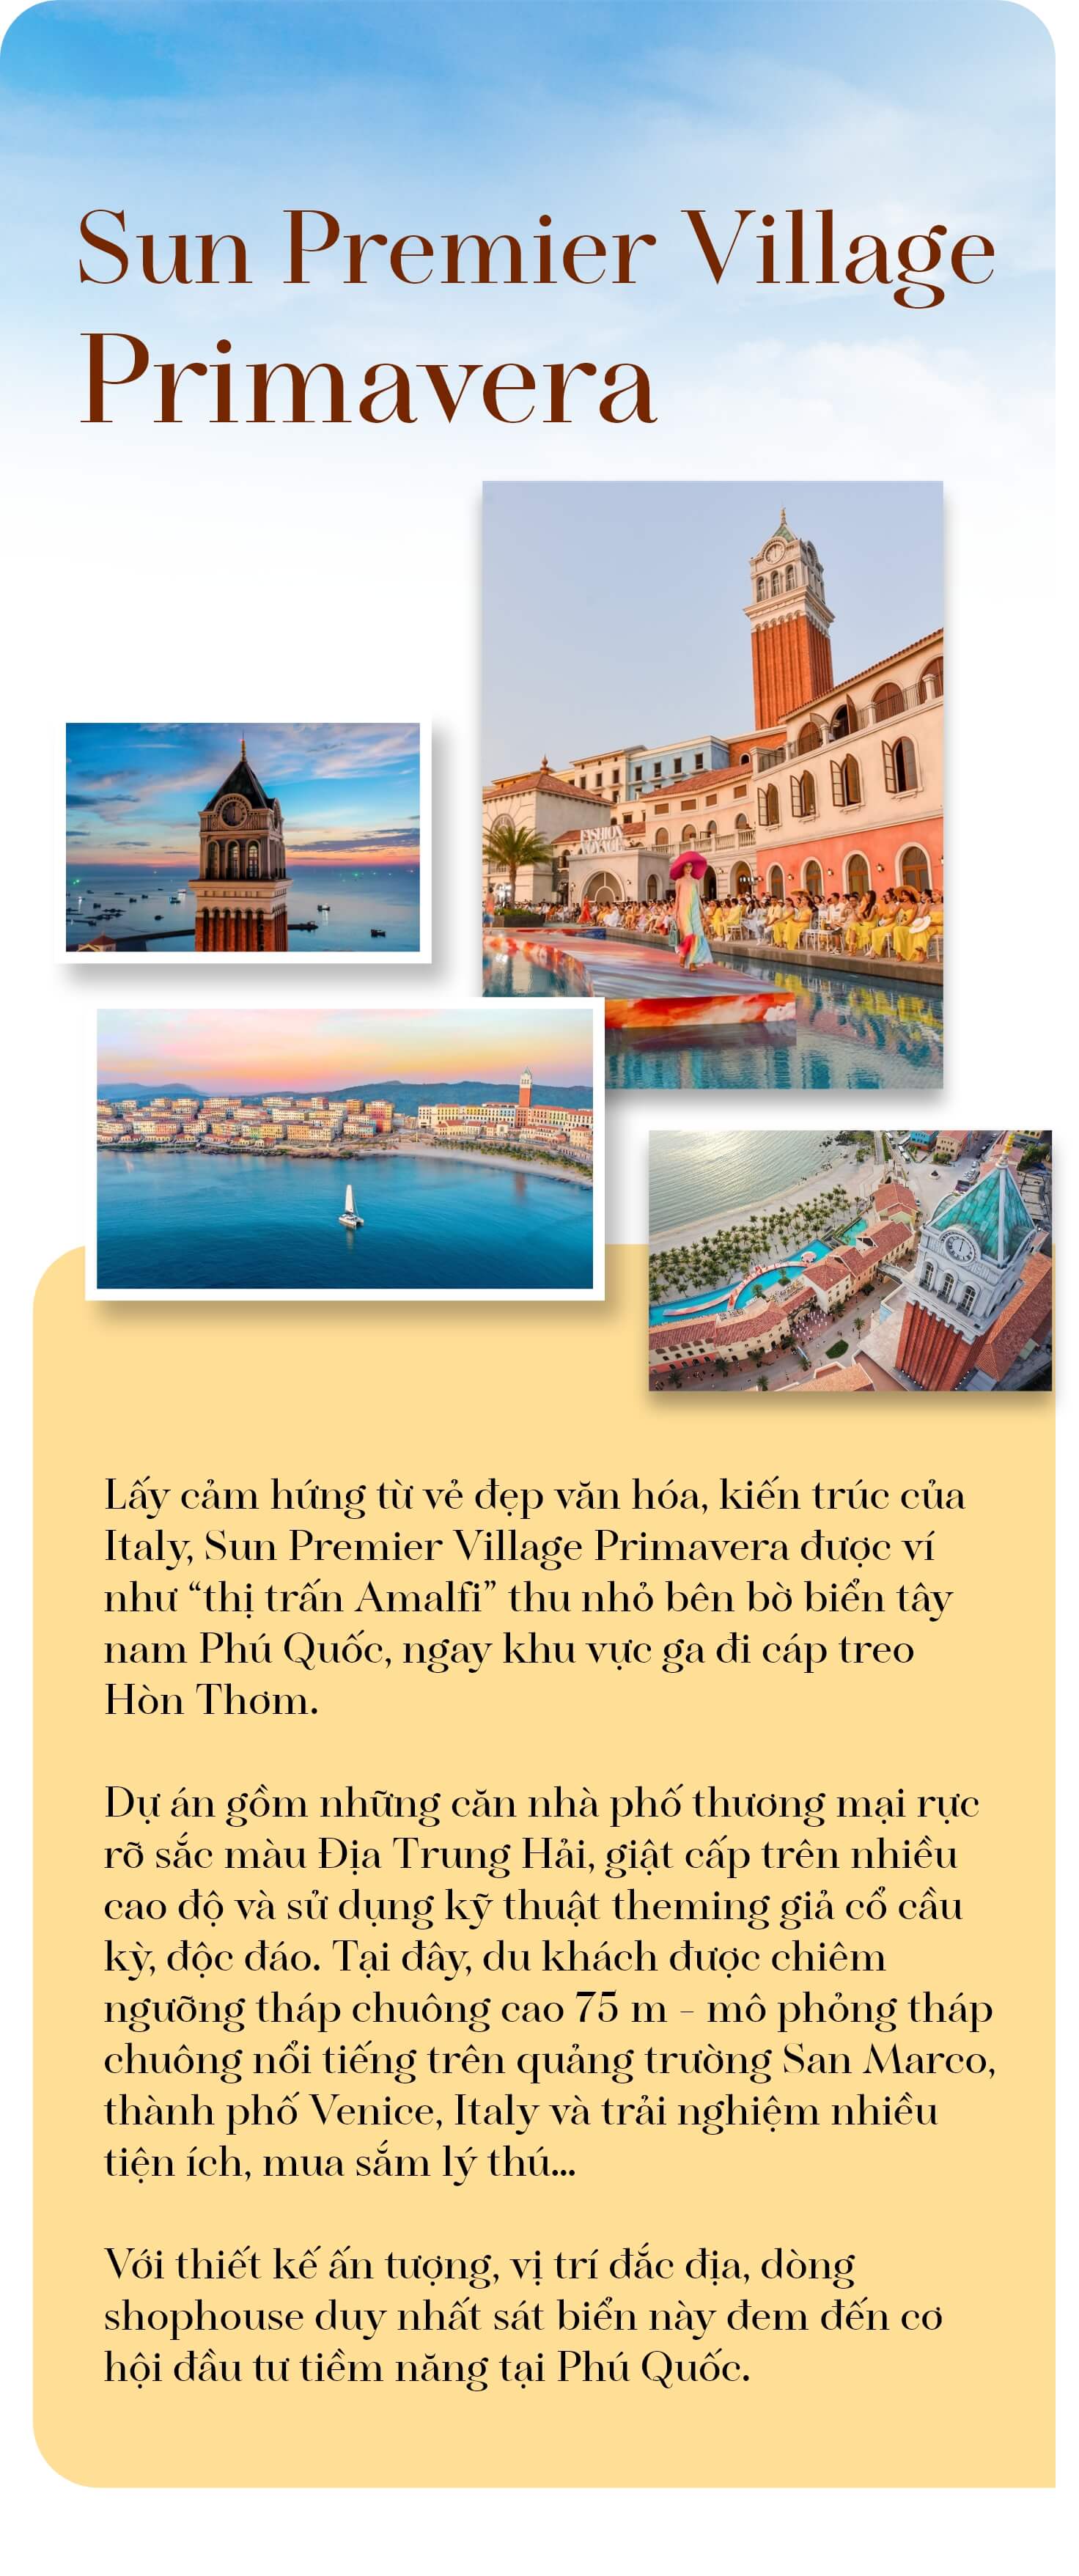 Sun Premier Village
Primavera
FASHION
VOYAGE
Lấy cảm hứng từ vẻ đẹp văn hóa, kiến trúc của
Italy, Sun Premier Village Primavera được ví
như “thị trấn Amalfi” thu nhỏ bên bờ biển tây
nam Phú Quốc, ngay khu vực ga đi cáp treo
Hòn Thơm.
Dự án gồm những căn nhà phố thương mại rực
rỡ sắc màu Địa Trung Hải, giật cấp trên nhiều
cao độ và sử dụng kỹ thuật theming giả cổ cầu
kỳ, độc đáo. Tại đây, du khách được chiêm
ngưỡng tháp chuông cao 75 m - mô phỏng tháp
chuông nổi tiếng trên quảng trường San Marco,
thành phố Venice, Italy và trải nghiệm nhiều
tiện ích, mua sắm lý thú...
Với thiết kế ấn tượng, vị trí đắc địa, dòng
shophouse duy nhất sát biển này đem đến cơ
hội đầu tư tiềm năng tại Phú Quốc.